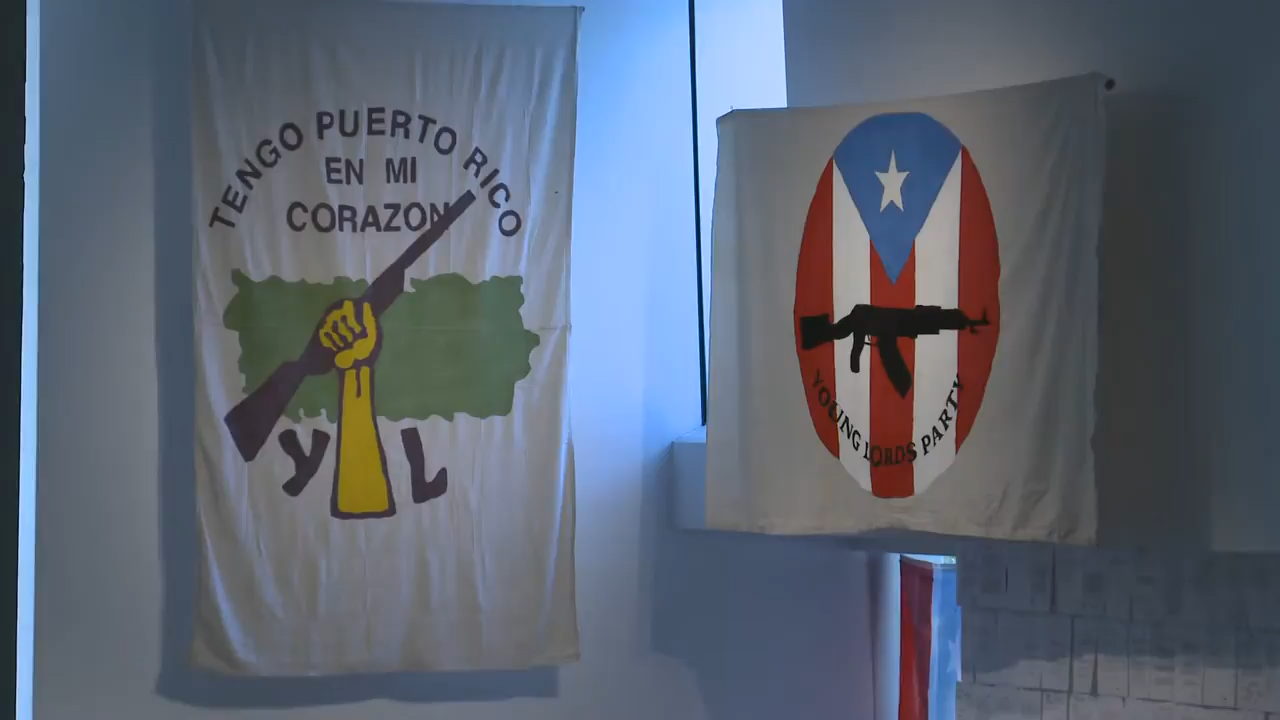 TENGO PUERTO RICO
EN MI
CORAZON
Y L
YOUNG LORDS PARTY